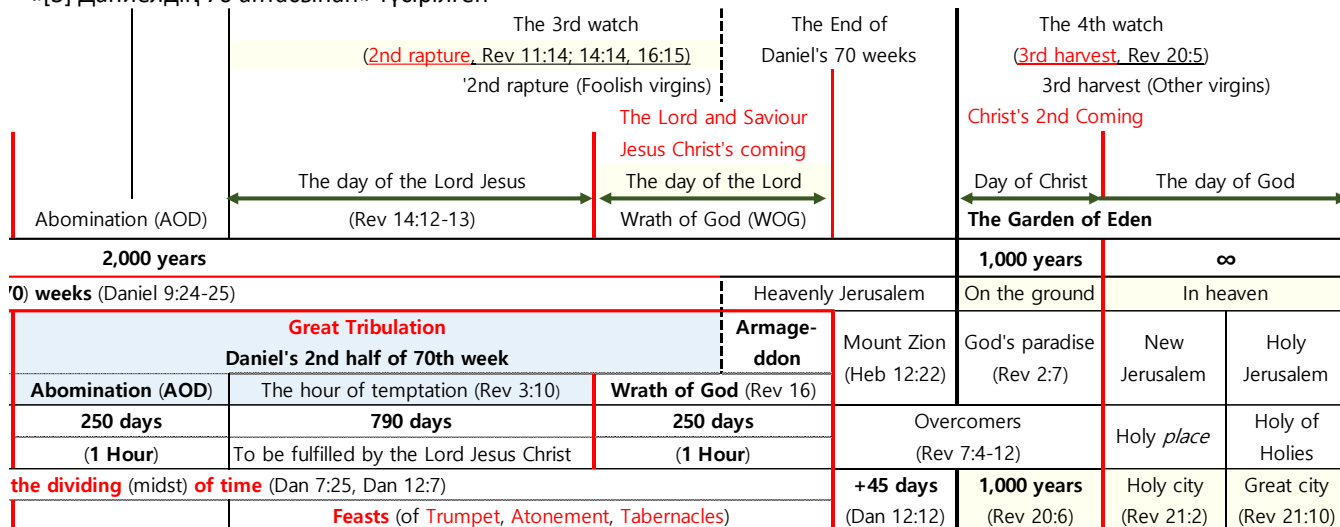 The 3rd watch
The End of
The 4th watch
(2nd rapture, Rev 11:14; 14:14, 16:15)
Daniel's 70 weeks
(3rd harvest, Rev 20:5)
'2nd rapture (Foolish virgins)
3rd harvest (Other virgins)
The Lord and Saviour
Christ's 2nd Coming
Jesus Christ's coming
The day of the Lord Jesus
The day of the Lord
Day of Christ
The day of God
Abomination (AOD)
(Rev 14:12-13)
Wrath of God (WOG)
The Garden of Eden
2,000 years
1,000 years
∞
0) weeks (Daniel 9:24-25)
Heavenly Jerusalem
On the ground
In heaven
Great Tribulation
Daniel's 2nd half of 70th week
Armage-
ddon
Mount Zion
(Heb 12:22)
God's paradise
(Rev 2:7)
New
Jerusalem
Holy
Jerusalem
Abomination (AOD)
The hour of temptation (Rev 3:10)
Wrath of God (Rev 16)
250 days
790 days
250 days
Overcomers
(Rev 7:4-12)
Holy place
Holy of
Holies
(1 Hour)
To be fulfilled by the Lord Jesus Christ
(1 Hour)
the dividing (midst) of time (Dan 7:25, Dan 12:7)
+45 days
(Dan 12:12)
1,000 years
(Rev 20:6)
Holy city
(Rev 21:2)
Great city
(Rev 21:10)
Feasts (of Trumpet, Atonement, Tabernacles)